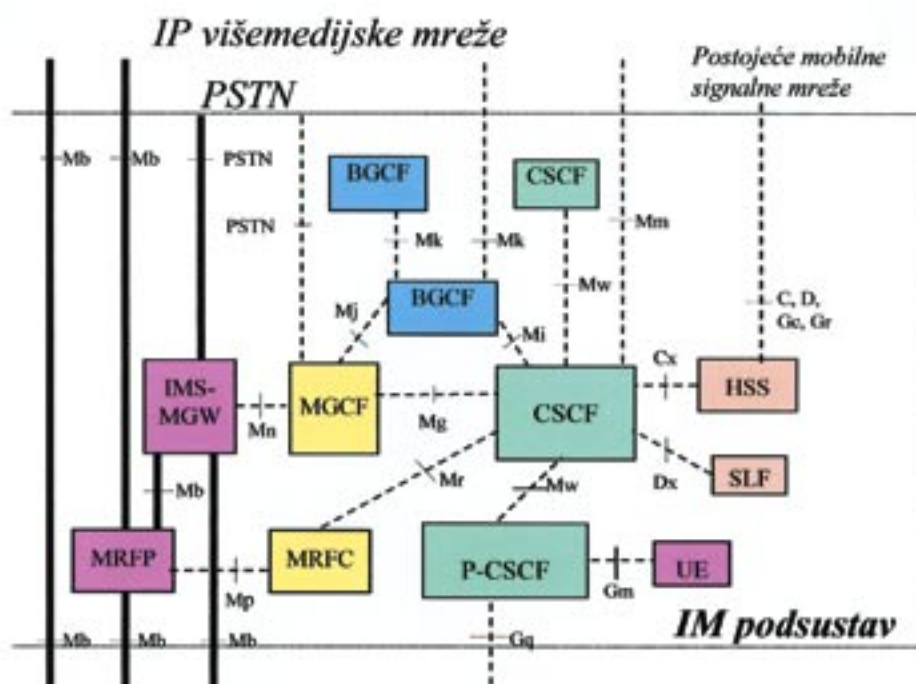 IP višemedijske mreže
Postojeće mobilne
signalne mreže
PSTN
Mb
Mb
PSTN
PSTN
BGCF
CSCF
Mm
Mk
Mk
Mw
BGCF
C, D,
Gc, Gr
Mj
Mi
Cx
IMS-
MGW
MGCF
CSCF
HSS
Mn
Mg
Mr
Mw
Dx
SLF
Mb
MRFP
MRFC
P-CSCF
UE
Mp
Gm
IM podsustav
Mb
Mb
Mb
Gq